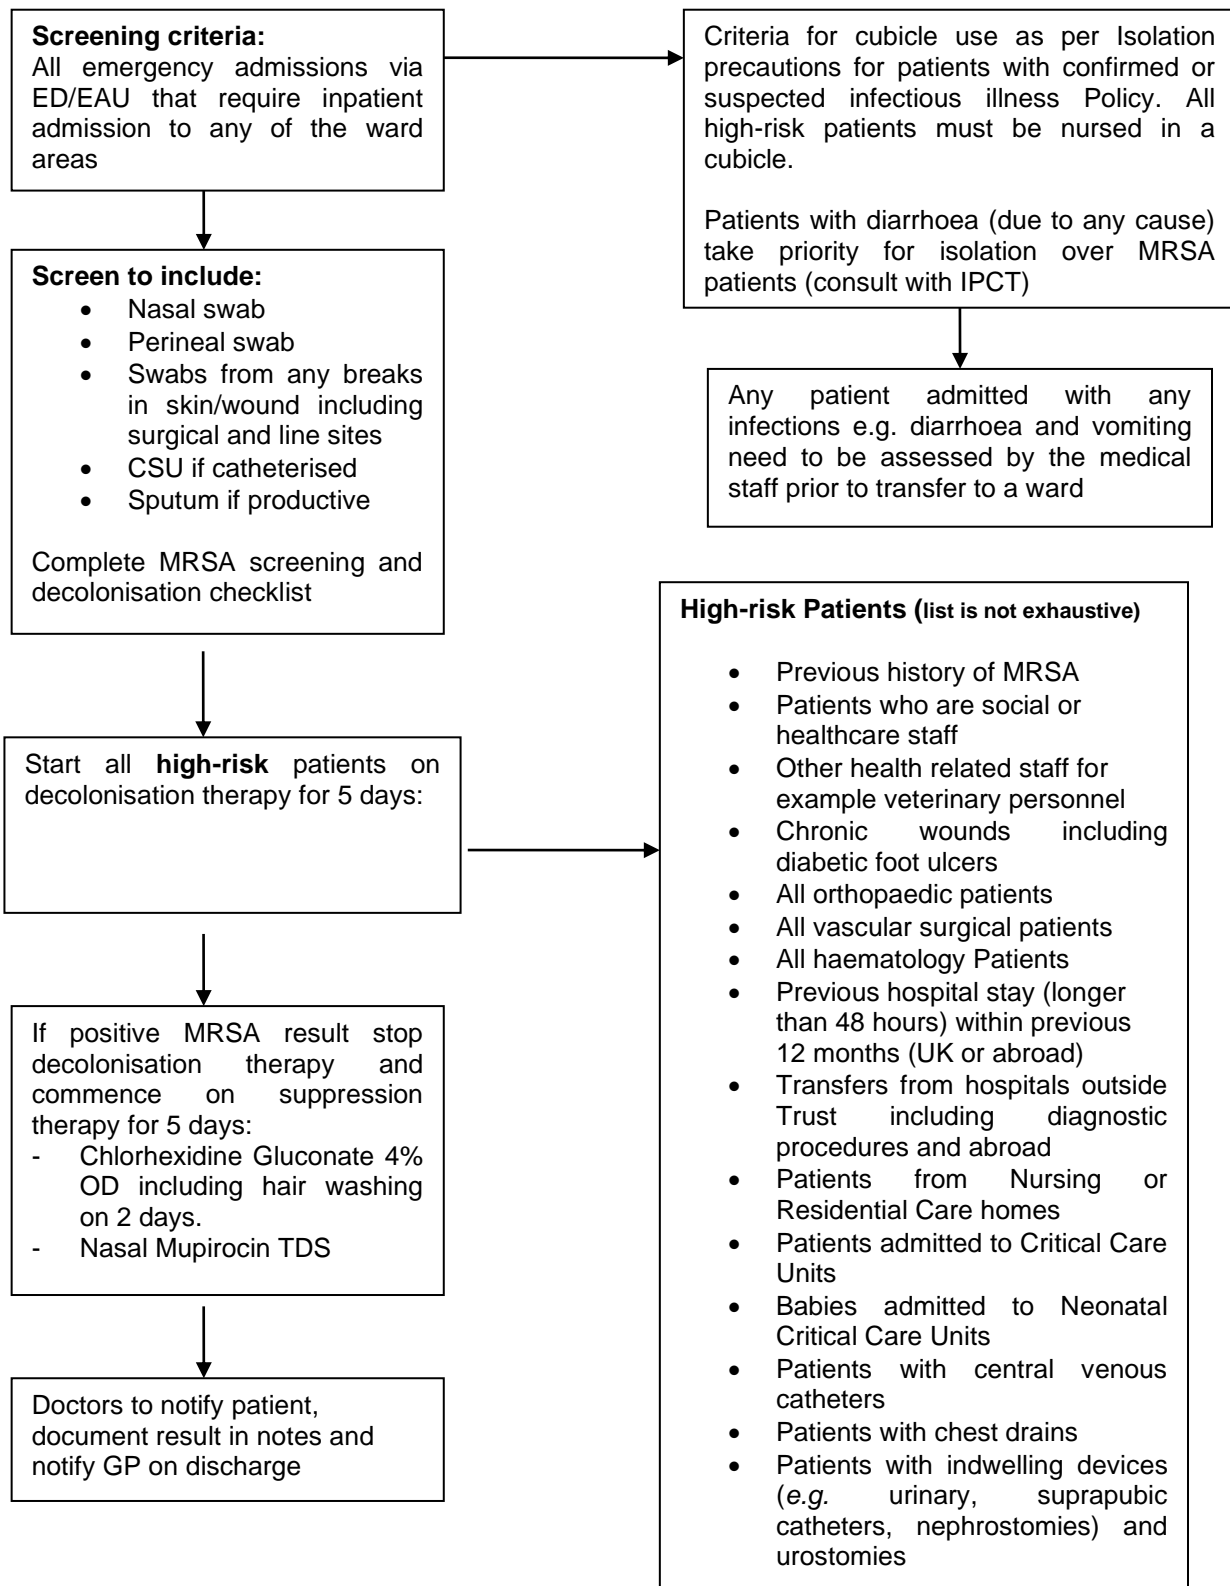 Screening criteria:
All emergency admissions via
ED/EAU that require inpatient
admission to any of the ward
areas
Criteria for cubicle use as per Isolation
precautions for patients with confirmed or
suspected infectious illness Policy. All
high-risk patients must be nursed in a
cubicle.
Patients with diarrhoea (due to any cause)
take priority for isolation over MRSA
patients (consult with IPCT)
Screen to include:
• Nasal swab
• Perineal swab
• Swabs from any breaks
in skin/wound including
surgical and line sites
• CSU if catheterised
• Sputum if productive
Complete MRSA screening and
decolonisation checklist
Any patient admitted with any
infections e.g. diarrhoea and vomiting
need to be assessed by the medical
staff prior to transfer to a ward
Start all high-risk patients on
decolonisation therapy for 5 days:
High-risk Patients (list is not exhaustive)
• Previous history of MRSA
• Patients who are social or
healthcare staff
• Other health related staff for
example veterinary personnel
• Chronic wounds including
diabetic foot ulcers
• All orthopaedic patients
• All vascular surgical patients
• All haematology Patients
• Previous hospital stay (longer
than 48 hours) within previous
12 months (UK or abroad)
• Transfers from hospitals outside
Trust including diagnostic
procedures and abroad
• Patients from Nursing or
Residential Care homes
• Patients admitted to Critical Care
Units
• Babies admitted to Neonatal
Critical Care Units
• Patients with central venous
catheters
• Patients with chest drains
• Patients with indwelling devices
(e.g. urinary, suprapubic
catheters, nephrostomies) and
urostomies
If positive MRSA result stop
decolonisation therapy and
commence on suppression
therapy for 5 days:
- Chlorhexidine Gluconate 4%
OD including hair washing
on 2 days.
- Nasal Mupirocin TDS
Doctors to notify patient,
document result in notes and
notify GP on discharge